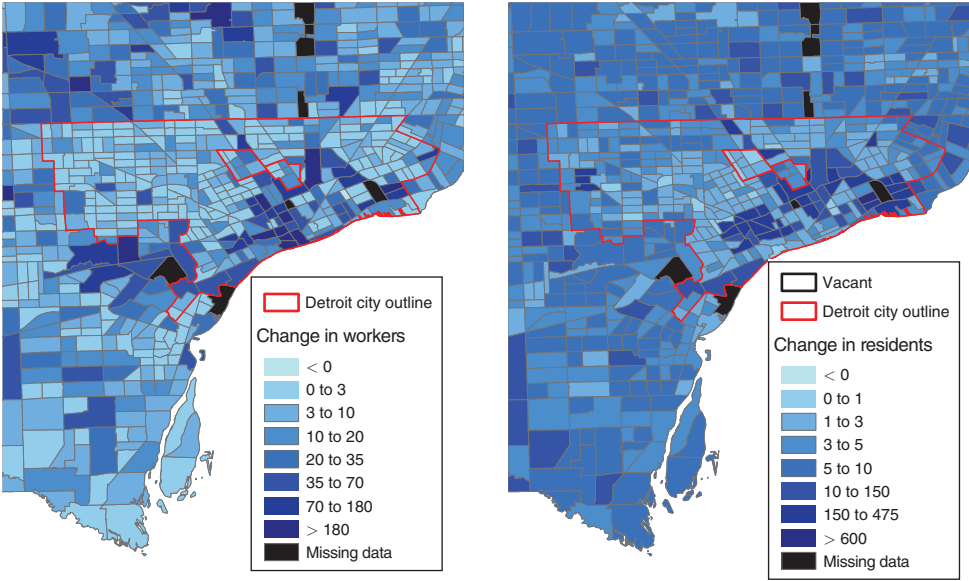 Detroit city outline
Change in workers
< 0
0 to 3
3 to 10
10 to 20
20 to 35
35 to 70
70 to 180
> 180
Missing data
Vacant
Detroit city outline
Change in residents
< 0
0 to 1
1 to 3
3 to 5
5 to 10
10 to 150
150 to 475
> 600
Missing data